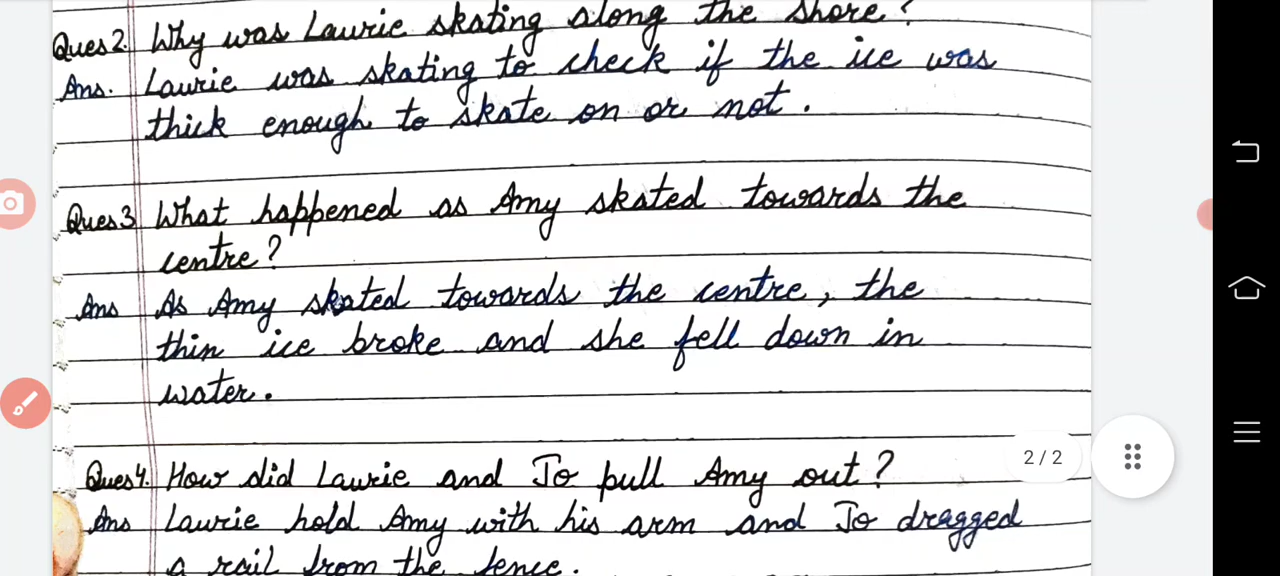 Ques2. Why was Laurie skating along the shore?
Ans. Laurie was skating to check if the ice was
thick enough to skate on or not.
Ques3 What happened as Amy skated towards the
centre?
Ans As Amy skated towards the centre, the
thin ice broke and she fell down in
water.
2/2
Ques4. How did Laurie and Jo pull Amy out?
Ans Laurie hold Amy with his arm and Jo dragged
a rail from the fence.